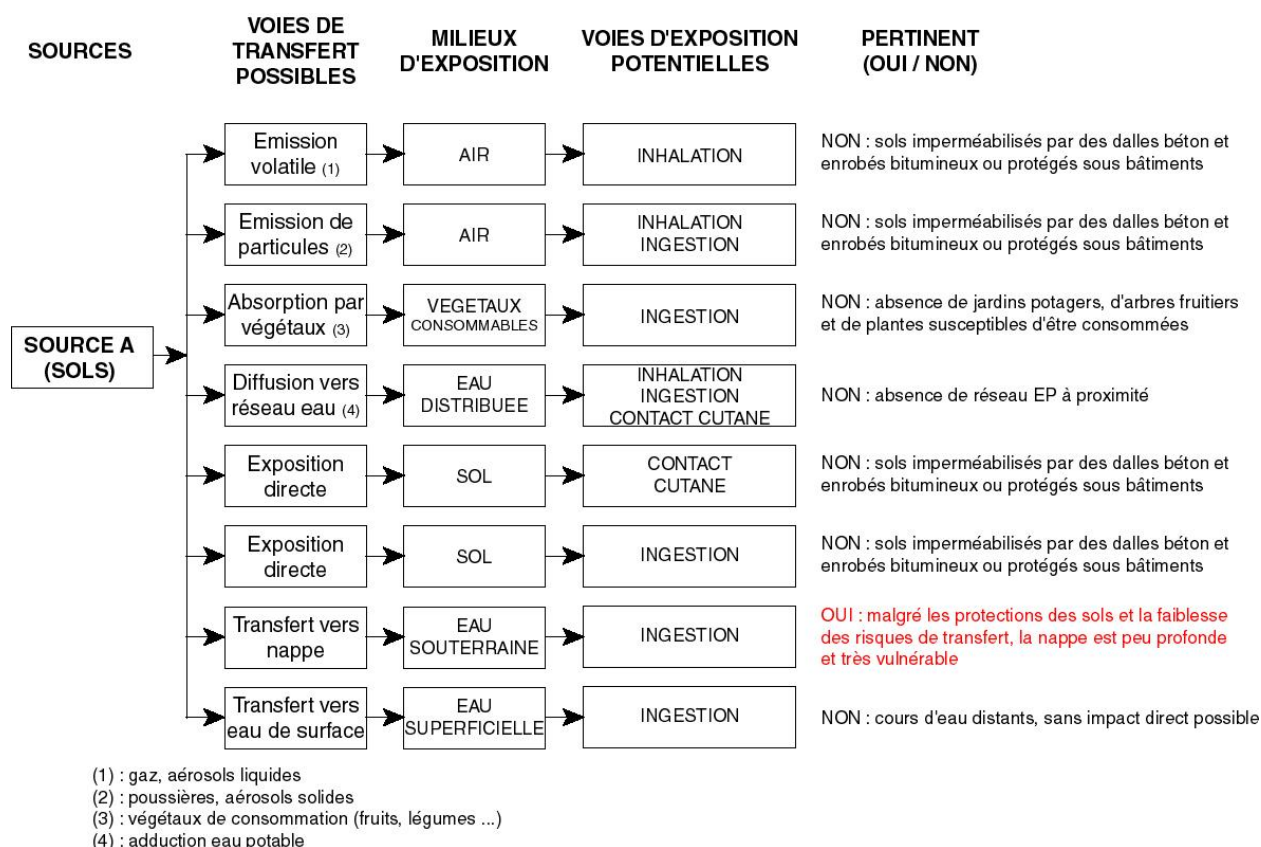 SOURCES
VOIES DE
TRANSFERT
POSSIBLES
MILIEUX
D'EXPOSITION
VOIES D'EXPOSITION
POTENTIELLES
PERTINENT
(OUI / NON)
SOURCE A
(SOLS)
Emission
volatile (1)
AIR
INHALATION
NON : sols imperméabilisés par des dalles béton et
enrobés bitumineux ou protégés sous bâtiments
Emission de
particules (2)
AIR
INHALATION
INGESTION
NON : sols imperméabilisés par des dalles béton et
enrobés bitumineux ou protégés sous bâtiments
Absorption par
végétaux (3)
VEGETAUX
CONSOMMABLES
INGESTION
NON : absence de jardins potagers, d'arbres fruitiers
et de plantes susceptibles d'être consommées
Diffusion vers
réseau eau (4)
EAU
DISTRIBUEE
INHALATION
INGESTION
CONTACT CUTANE
NON : absence de réseau EP à proximité
Exposition
directe
SOL
CONTACT
CUTANE
NON : sols imperméabilisés par des dalles béton et
enrobés bitumineux ou protégés sous bâtiments
Exposition
directe
SOL
INGESTION
NON : sols imperméabilisés par des dalles béton et
enrobés bitumineux ou protégés sous bâtiments
Transfert vers
nappe
EAU
SOUTERRAINE
INGESTION
OUI : malgré les protections des sols et la faiblesse
des risques de transfert, la nappe est peu profonde
et très vulnérable
Transfert vers
eau de surface
EAU
SUPERFICIELLE
INGESTION
NON : cours d'eau distants, sans impact direct possible
(1) : gaz, aérosols liquides
(2) : poussières, aérosols solides
(3) : végétaux de consommation (fruits, légumes ...)
(4) : adduction eau potable